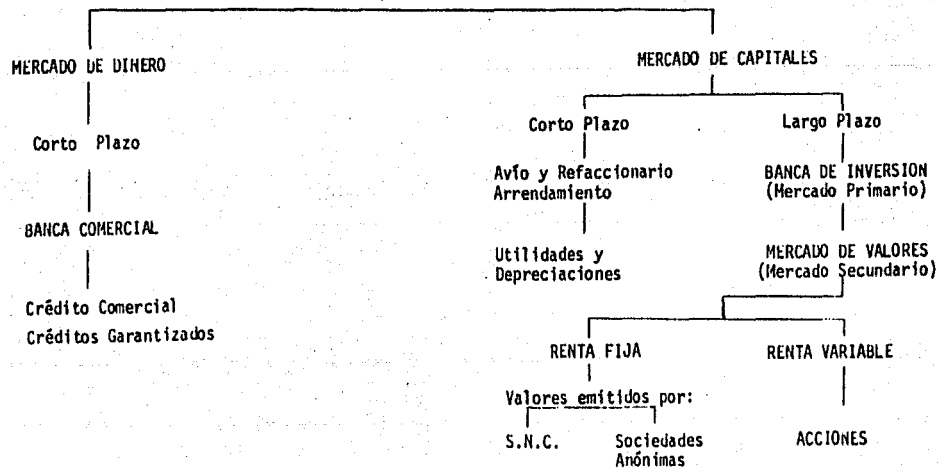 MERCADO DE DINERO
MERCADO DE CAPITALES
Corto Plazo
Corto Plazo
Largo Plazo
Avío y Refaccionario
Arrendamiento
BANCA DE INVERSION
(Mercado Primario)
BANCA COMERCIAL
Utilidades y
Depreciaciones
MERCADO DE VALORES
(Mercado Secundario)
Crédito Comercial
Créditos Garantizados
RENTA FIJA
RENTA VARIABLE
Valores emitidos por:
S.N.C.
Sociedades
Anónimas
ACCIONES